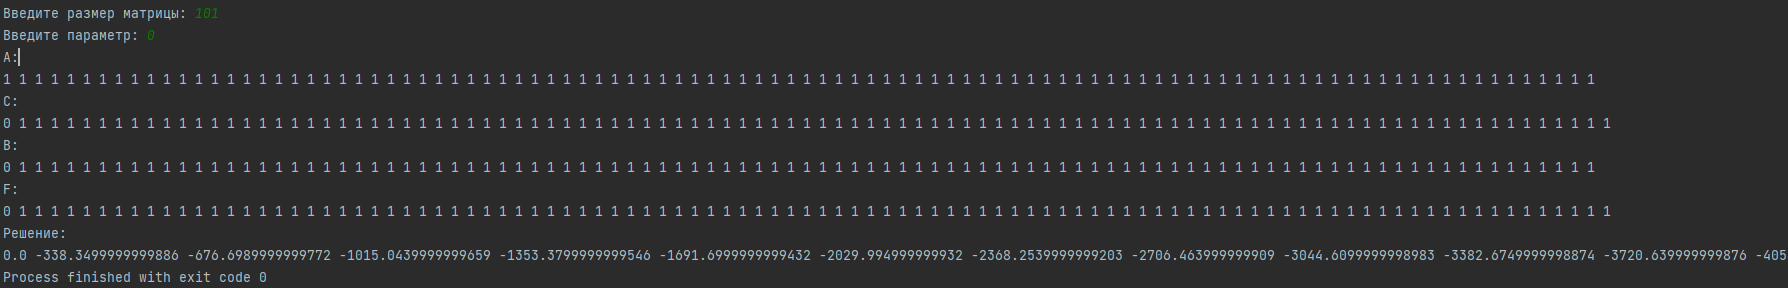 Введите размер матрицы: 101
Введите параметр: 0
A:
1 1 1 1 1 1 1 1 1 1 1 1 1 1 1 1 1 1 1 1 1 1 1 1 1 1 1 1 1 1 1 1 1 1 1 1 1 1 1 1 1 1 1 1 1 1 1 1 1 1 1 1 1 1 1 1 1 1 1 1 1 1 1 1 1 1 1 1 1 1 1 1 1 1 1 1 1 1 1 1 1 1 1 1 1 1 1 1 1 1 1 1 1 1 1 1 1 1 1 1
C:
0 1 1 1 1 1 1 1 1 1 1 1 1 1 1 1 1 1 1 1 1 1 1 1 1 1 1 1 1 1 1 1 1 1 1 1 1 1 1 1 1 1 1 1 1 1 1 1 1 1 1 1 1 1 1 1 1 1 1 1 1 1 1 1 1 1 1 1 1 1 1 1 1 1 1 1 1 1 1 1 1 1 1 1 1 1 1 1 1 1 1 1 1 1 1 1 1 1 1 1 1
B:
0 1 1 1 1 1 1 1 1 1 1 1 1 1 1 1 1 1 1 1 1 1 1 1 1 1 1 1 1 1 1 1 1 1 1 1 1 1 1 1 1 1 1 1 1 1 1 1 1 1 1 1 1 1 1 1 1 1 1 1 1 1 1 1 1 1 1 1 1 1 1 1 1 1 1 1 1 1 1 1 1 1 1 1 1 1 1 1 1 1 1 1 1 1 1 1 1 1 1 1
F:
0 1 1 1 1 1 1 1 1 1 1 1 1 1 1 1 1 1 1 1 1 1 1 1 1 1 1 1 1 1 1 1 1 1 1 1 1 1 1 1 1 1 1 1 1 1 1 1 1 1 1 1 1 1 1 1 1 1 1 1 1 1 1 1 1 1 1 1 1 1 1 1 1 1 1 1 1 1 1 1 1 1 1 1 1 1 1 1 1 1 1 1 1 1 1 1 1 1 1 1 1
Решение:
0.0 -338.3499999999886 -676.6989999999772 -1015.0439999999659 -1353.3799999999546 -1691.6999999999432 -2029.994999999932 -2368.2539999999203 -2706.463999999909 -3044.6099999998983 -3382.6749999998874 -3720.639999999876 -405
Process finished with exit code 0